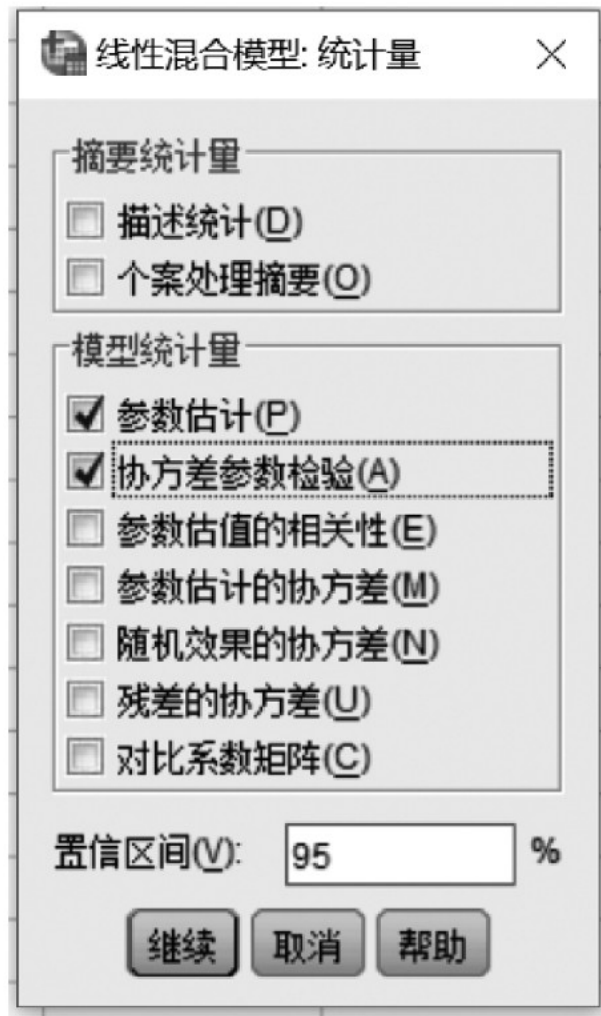 线性混合模型: 统计量
摘要统计量
描述统计(D)
个案处理摘要(O)
模型统计量
参数估计(P)
协方差参数检验(A)
参数估值的相关性(E)
参数估计的协方差(M)
随机效果的协方差(N)
残差的协方差(U)
对比系数矩阵(C)
置信区间(V): 95 %
继续 取消 帮助